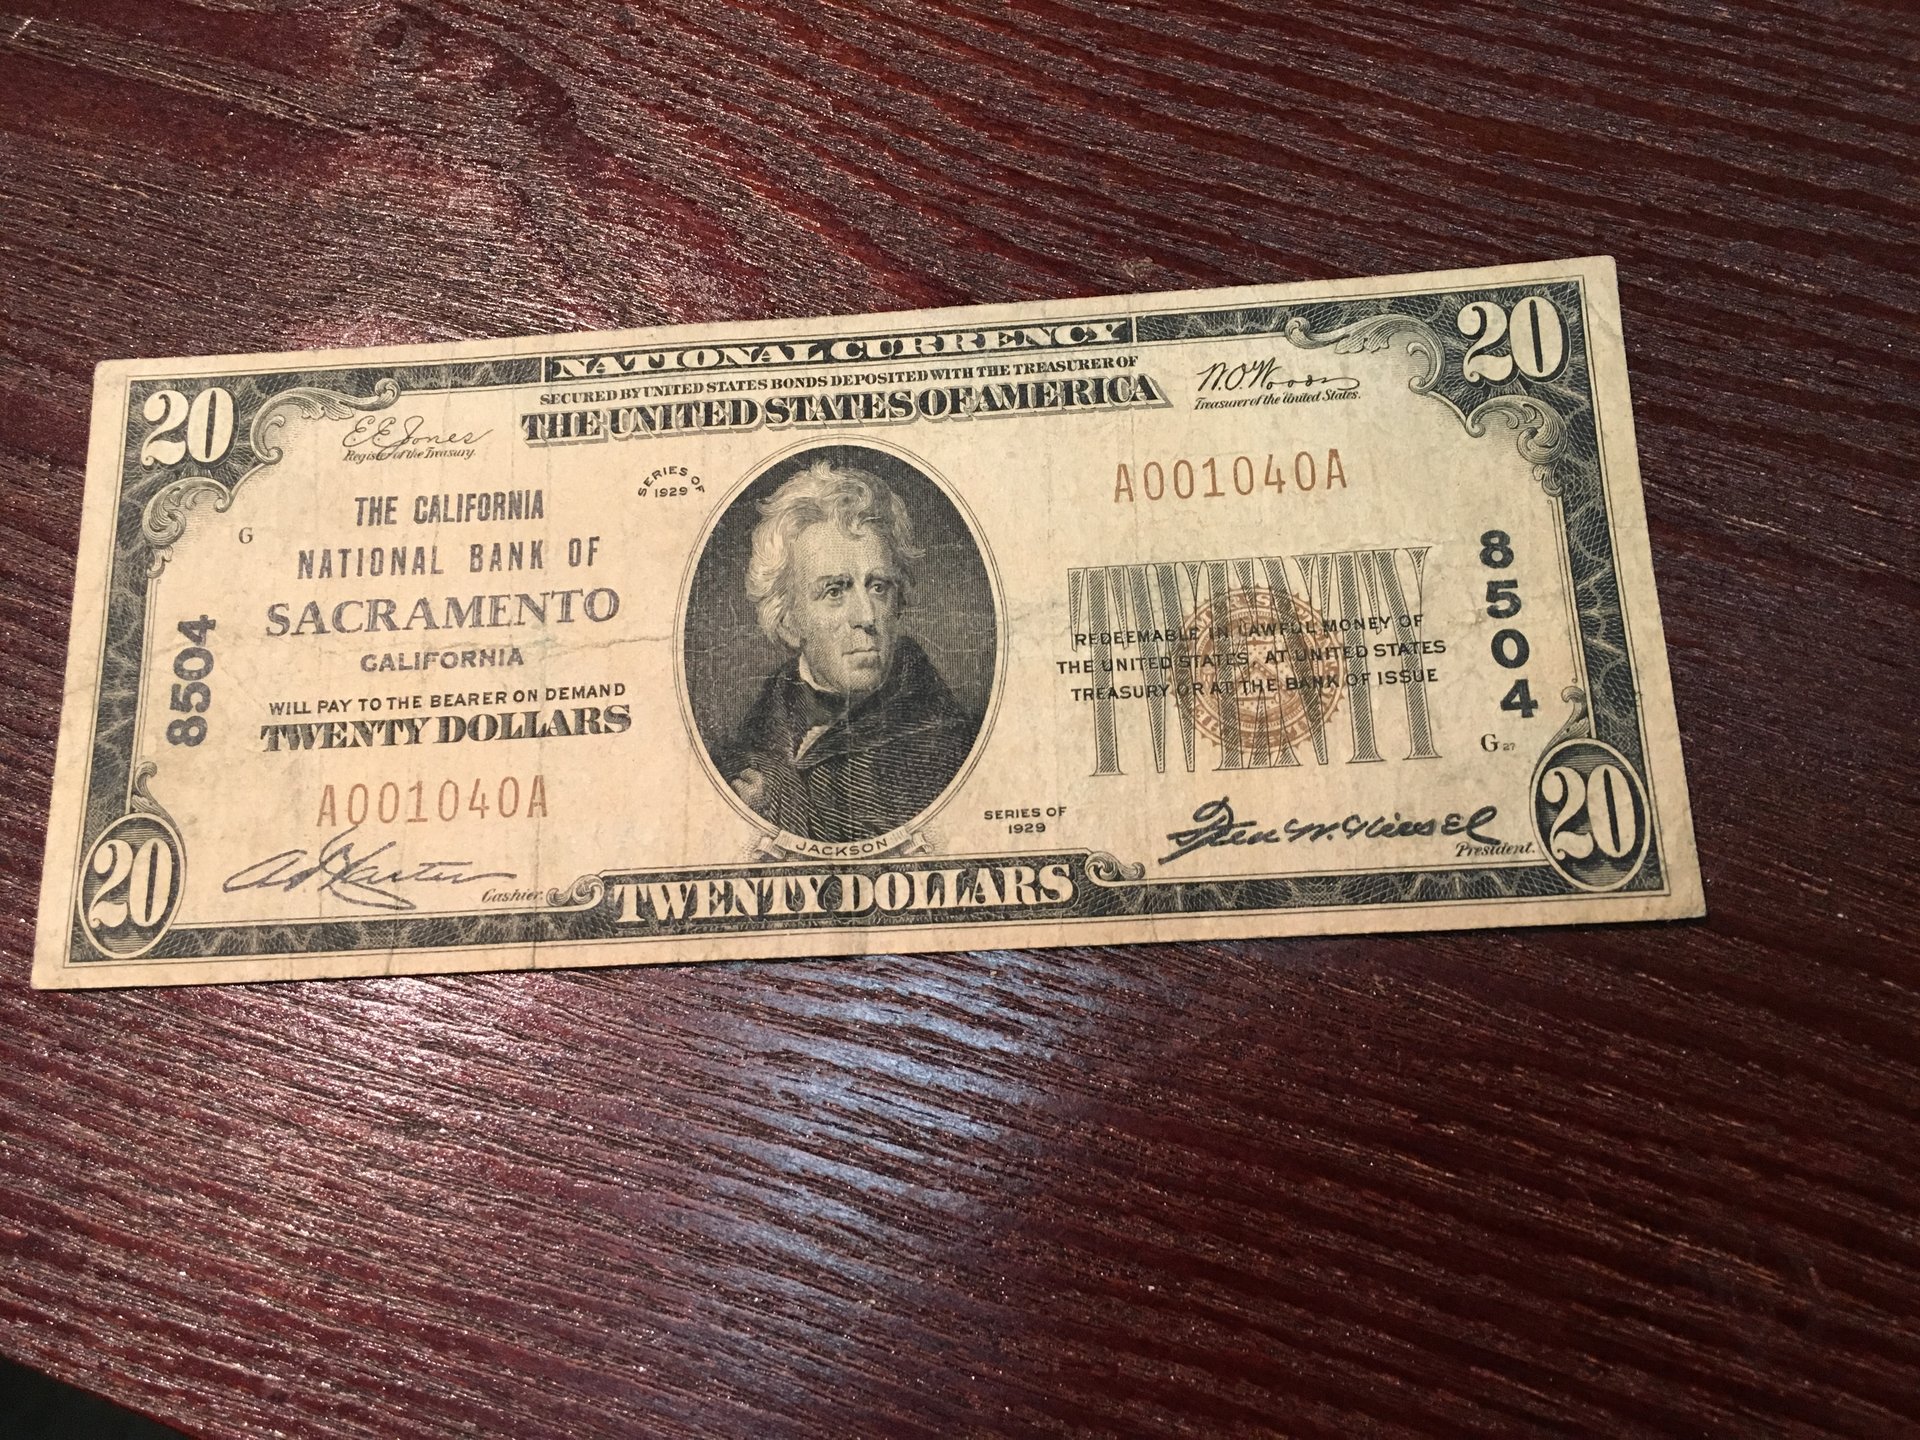 NATIONAL CURRENCY
SECURED BY UNITED STATES BONDS DEPOSITED WITH THE TREASURER OF
THE UNITED STATES OF AMERICA
20
20
E.E. Jones
Register of the Treasury.
W.O. Woods
Treasurer of the United States.
SERIES OF
1929
A001040A
G
THE CALIFORNIA
NATIONAL BANK OF
SACRAMENTO
CALIFORNIA
WILL PAY TO THE BEARER ON DEMAND
TWENTY DOLLARS
8504
A001040A
TWENTY
REDEEMABLE IN LAWFUL MONEY OF
THE UNITED STATES, AT UNITED STATES
TREASURY OR AT THE BANK OF ISSUE
8504
G 27
JACKSON
SERIES OF
1929
Cashier.
President.
20
TWENTY DOLLARS
20